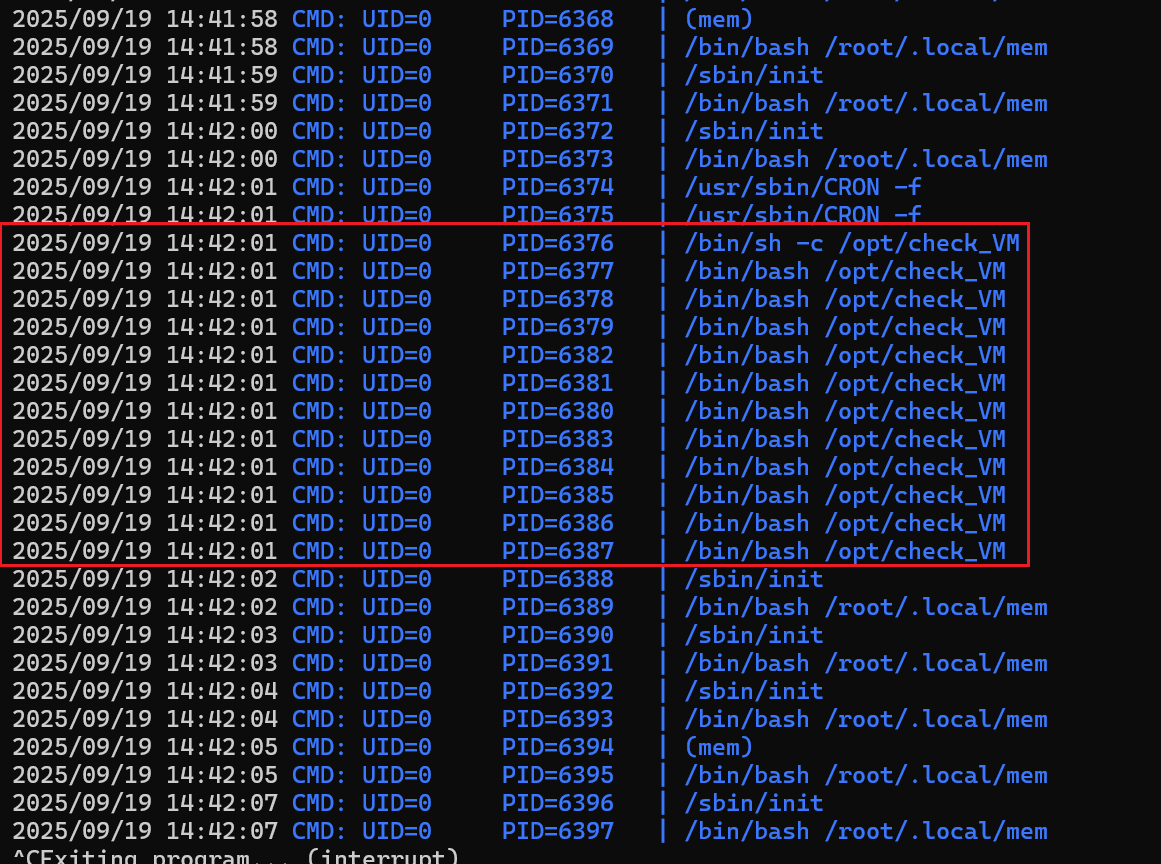 2025/09/19 14:41:58 CMD: UID=0     PID=6368   | (mem)
2025/09/19 14:41:58 CMD: UID=0     PID=6369   | /bin/bash /root/.local/mem
2025/09/19 14:41:59 CMD: UID=0     PID=6370   | /sbin/init
2025/09/19 14:41:59 CMD: UID=0     PID=6371   | /bin/bash /root/.local/mem
2025/09/19 14:42:00 CMD: UID=0     PID=6372   | /sbin/init
2025/09/19 14:42:00 CMD: UID=0     PID=6373   | /bin/bash /root/.local/mem
2025/09/19 14:42:01 CMD: UID=0     PID=6374   | /usr/sbin/CRON -f
2025/09/19 14:42:01 CMD: UID=0     PID=6375   | /usr/sbin/CRON -f
2025/09/19 14:42:01 CMD: UID=0     PID=6376   | /bin/sh -c /opt/check_VM
2025/09/19 14:42:01 CMD: UID=0     PID=6377   | /bin/bash /opt/check_VM
2025/09/19 14:42:01 CMD: UID=0     PID=6378   | /bin/bash /opt/check_VM
2025/09/19 14:42:01 CMD: UID=0     PID=6379   | /bin/bash /opt/check_VM
2025/09/19 14:42:01 CMD: UID=0     PID=6382   | /bin/bash /opt/check_VM
2025/09/19 14:42:01 CMD: UID=0     PID=6381   | /bin/bash /opt/check_VM
2025/09/19 14:42:01 CMD: UID=0     PID=6380   | /bin/bash /opt/check_VM
2025/09/19 14:42:01 CMD: UID=0     PID=6383   | /bin/bash /opt/check_VM
2025/09/19 14:42:01 CMD: UID=0     PID=6384   | /bin/bash /opt/check_VM
2025/09/19 14:42:01 CMD: UID=0     PID=6385   | /bin/bash /opt/check_VM
2025/09/19 14:42:01 CMD: UID=0     PID=6386   | /bin/bash /opt/check_VM
2025/09/19 14:42:01 CMD: UID=0     PID=6387   | /bin/bash /opt/check_VM
2025/09/19 14:42:02 CMD: UID=0     PID=6388   | /sbin/init
2025/09/19 14:42:02 CMD: UID=0     PID=6389   | /bin/bash /root/.local/mem
2025/09/19 14:42:03 CMD: UID=0     PID=6390   | /sbin/init
2025/09/19 14:42:03 CMD: UID=0     PID=6391   | /bin/bash /root/.local/mem
2025/09/19 14:42:04 CMD: UID=0     PID=6392   | /sbin/init
2025/09/19 14:42:04 CMD: UID=0     PID=6393   | /bin/bash /root/.local/mem
2025/09/19 14:42:05 CMD: UID=0     PID=6394   | (mem)
2025/09/19 14:42:05 CMD: UID=0     PID=6395   | /bin/bash /root/.local/mem
2025/09/19 14:42:07 CMD: UID=0     PID=6396   | /sbin/init
2025/09/19 14:42:07 CMD: UID=0     PID=6397   | /bin/bash /root/.local/mem
^CExiting program... (interrupt)